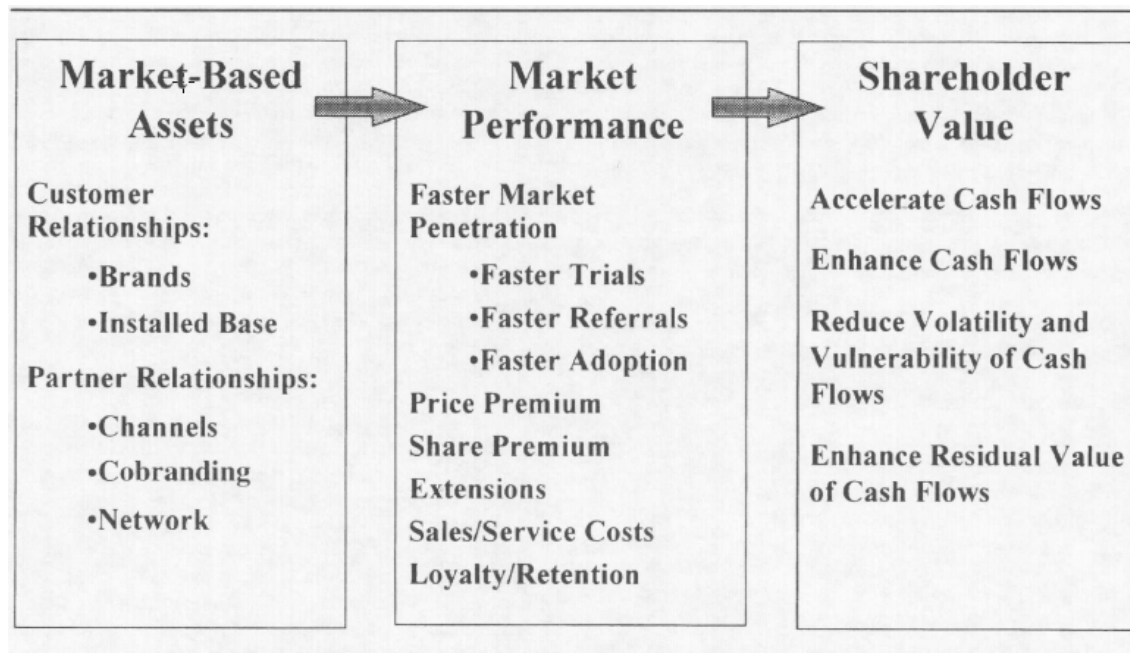 Market-Based
Assets
Customer
Relationships:
•Brands
•Installed Base
Partner Relationships:
•Channels
•Cobranding
•Network
Market
Performance
Faster Market
Penetration
•Faster Trials
•Faster Referrals
•Faster Adoption
Price Premium
Share Premium
Extensions
Sales/Service Costs
Loyalty/Retention
Shareholder
Value
Accelerate Cash Flows
Enhance Cash Flows
Reduce Volatility and
Vulnerability of Cash
Flows
Enhance Residual Value
of Cash Flows